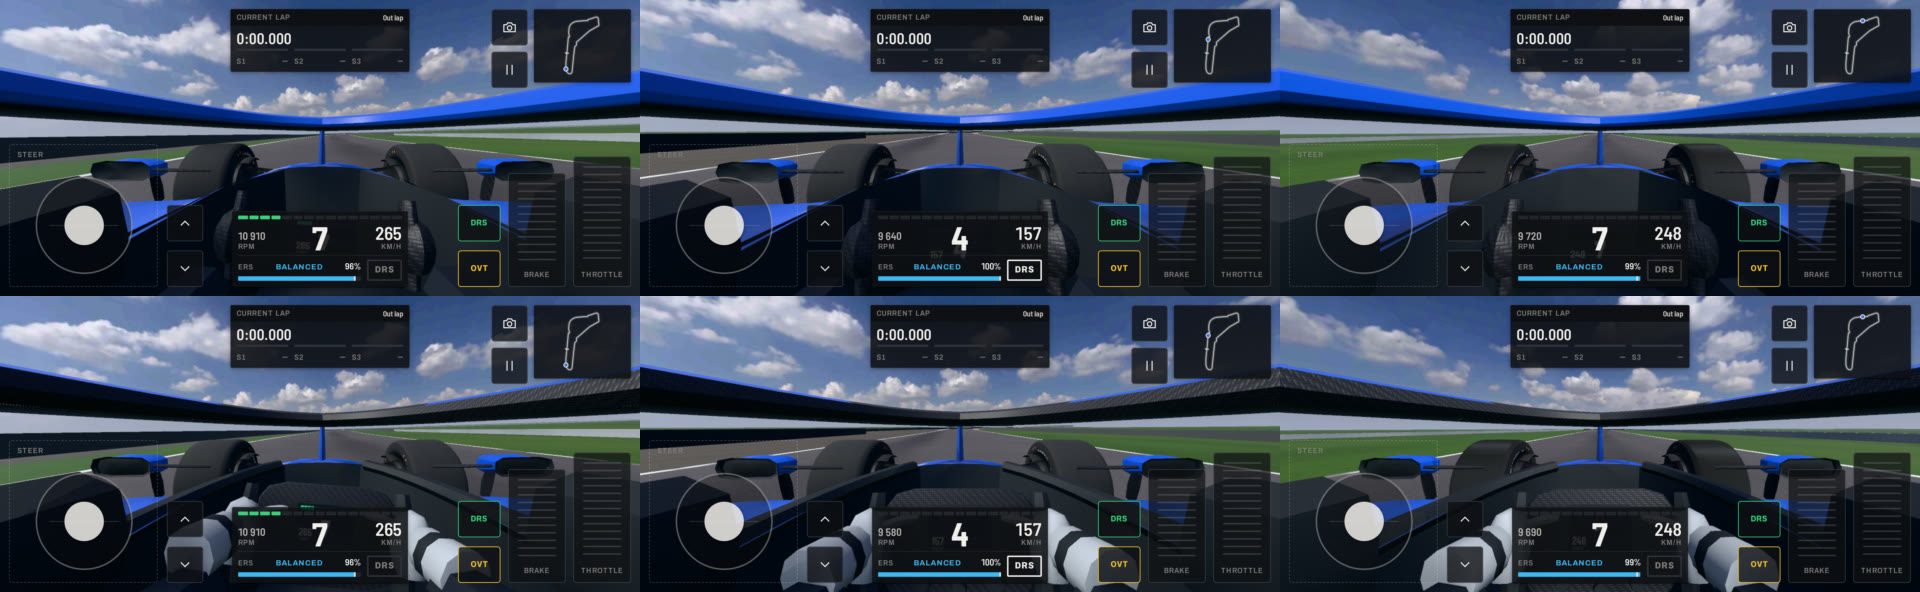 CURRENT LAP Out lap
0:00.000
S1 – S2 – S3 –
STEER
10 910 RPM 7 265 KM/H
ERS BALANCED 96% DRS
DRS
OVT
BRAKE
THROTTLE
CURRENT LAP Out lap
0:00.000
S1 – S2 – S3 –
STEER
9 640 RPM 4 157 KM/H
ERS BALANCED 100% DRS
DRS
OVT
BRAKE
THROTTLE
CURRENT LAP Out lap
0:00.000
S1 – S2 – S3 –
STEER
9 720 RPM 7 248 KM/H
ERS BALANCED 99% DRS
DRS
OVT
BRAKE
THROTTLE
CURRENT LAP Out lap
0:00.000
S1 – S2 – S3 –
STEER
10 910 RPM 7 265 KM/H
ERS BALANCED 96% DRS
DRS
OVT
BRAKE
THROTTLE
CURRENT LAP Out lap
0:00.000
S1 – S2 – S3 –
STEER
9 580 RPM 4 157 KM/H
ERS BALANCED 100% DRS
DRS
OVT
BRAKE
THROTTLE
CURRENT LAP Out lap
0:00.000
S1 – S2 – S3 –
STEER
9 690 RPM 7 248 KM/H
ERS BALANCED 99% DRS
DRS
OVT
BRAKE
THROTTLE